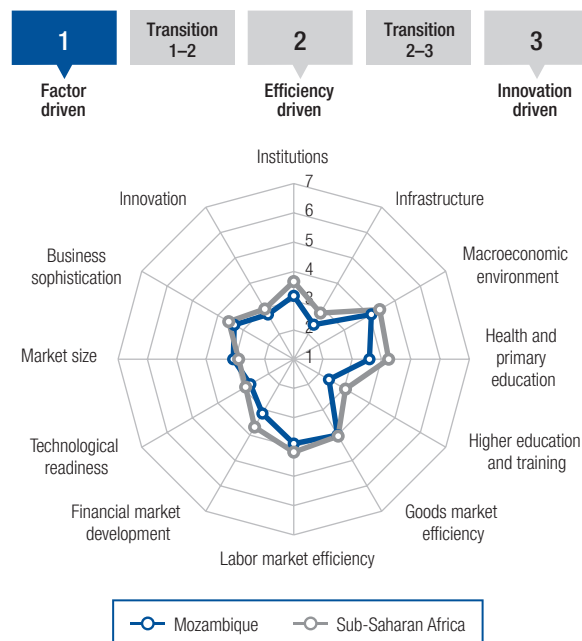 1
Transition
1–2
2
Transition
2–3
3
Factor
driven
Efficiency
driven
Innovation
driven
Institutions
Infrastructure
Macroeconomic
environment
Health and
primary
education
Higher education
and training
Goods market
efficiency
Labor market efficiency
Financial market
development
Technological
readiness
Market size
Business
sophistication
Innovation
7
6
5
4
3
2
1
Mozambique
Sub-Saharan Africa